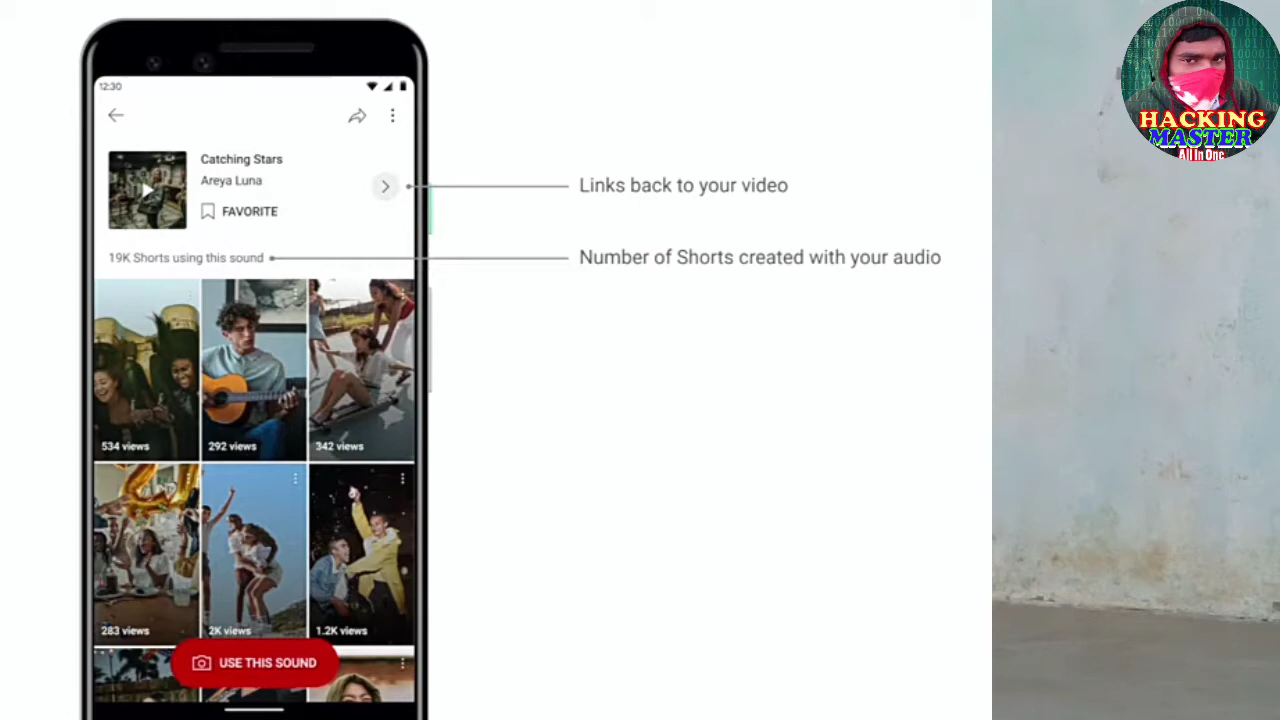 12:30
Catching Stars
Areya Luna
FAVORITE
Links back to your video
19K Shorts using this sound
Number of Shorts created with your audio
534 views
292 views
342 views
283 views
2K views
1.2K views
USE THIS SOUND
HACKING
MASTER
All In One